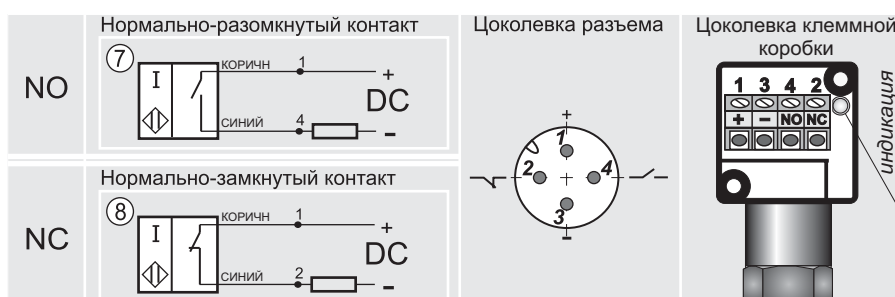 Нормально-разомкнутый контакт
NO
7
I
КОРИЧН 1
+
DC
СИНИЙ 4
-
Нормально-замкнутый контакт
NC
8
I
КОРИЧН 1
+
DC
СИНИЙ 2
-
Цоколевка разъема
+
1
2 + 4
3
-
Цоколевка клеммной
коробки
1 3 4 2
+ - NO NC
индикация